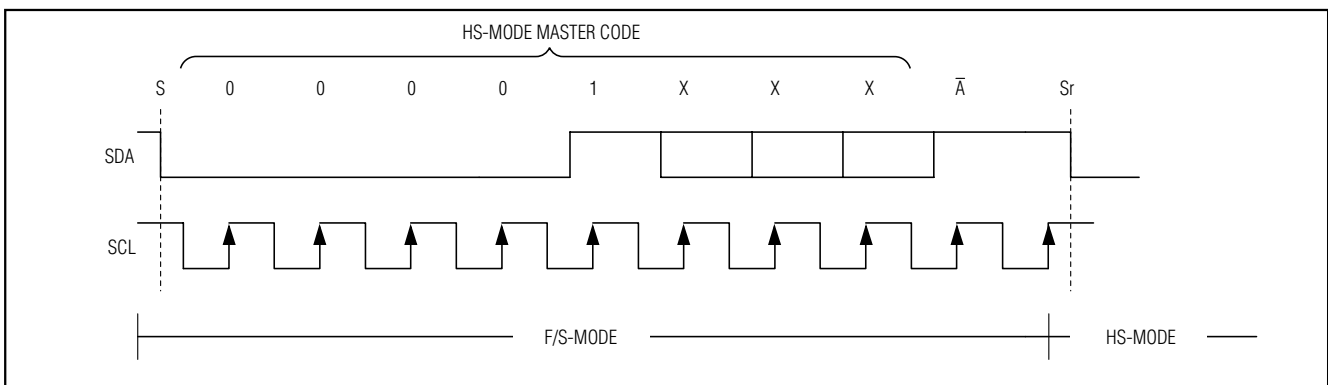 HS-MODE MASTER CODE
S 0 0 0 0 1 X X X A̅ Sr
SDA
SCL
F/S-MODE HS-MODE